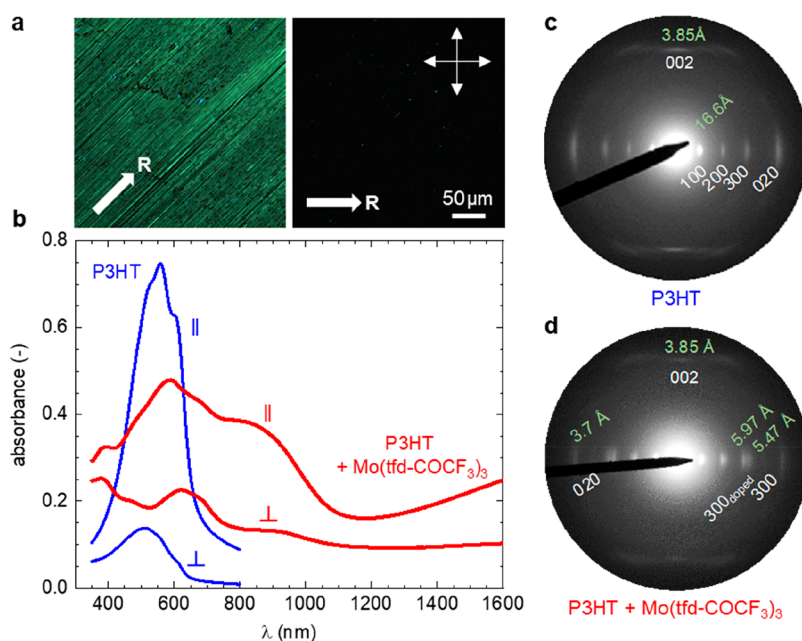 a
R
R
50 µm
b
0.8
0.6
0.4
0.2
0.0
absorbance (-)
P3HT
||
||
P3HT
+ Mo(tfd-COCF₃)₃
⊥
⊥
400 600 800 1000 1200 1400 1600
λ (nm)
c
3.85Å
002
16.6Å
100
200
300
020
P3HT
d
3.85 Å
002
3.7 Å
5.97 Å
5.47 Å
020
300doped
300
P3HT + Mo(tfd-COCF₃)₃